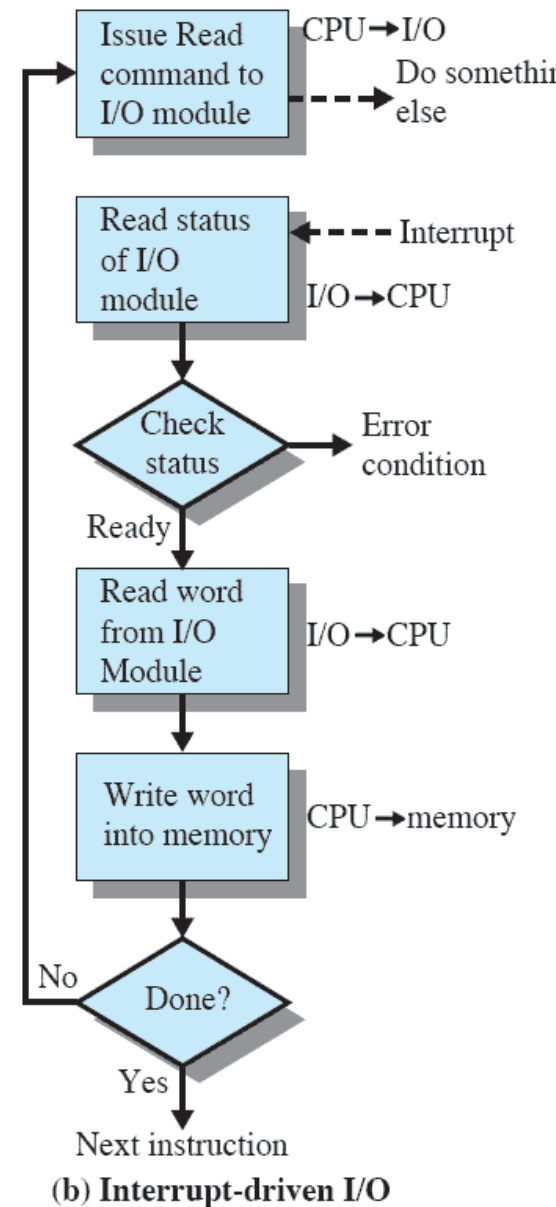 Issue Read
command to
I/O module
CPU→I/O
Do somethin
else
Read status
of I/O
module
Interrupt
I/O→CPU
Check
status
Error
condition
Ready
Read word
from I/O
Module
I/O→CPU
Write word
into memory
CPU→memory
No
Done?
Yes
Next instruction
(b) Interrupt-driven I/O